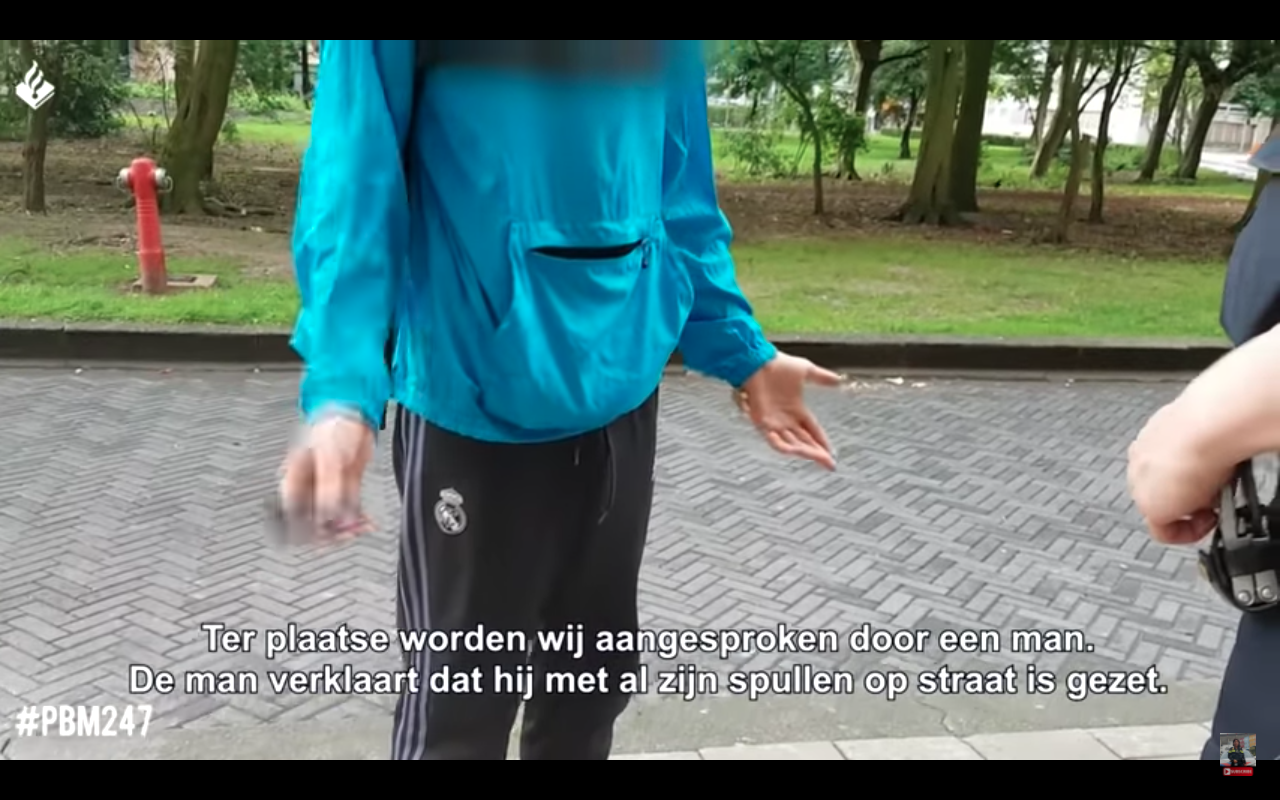 Ter plaatse worden wij aangesproken door een man.
De man verklaart dat hij met al zijn spullen op straat is gezet.
#PBM247